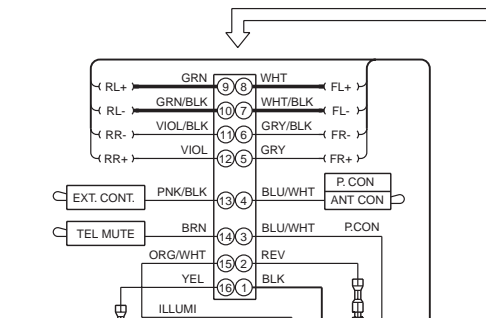 RL+ GRN 9 8 WHT FL+
RL- GRN/BLK 10 7 WHT/BLK FL-
RR- VIOL/BLK 11 6 GRY/BLK FR-
RR+ VIOL 12 5 GRY FR+
EXT. CONT. PNK/BLK 13 4 BLU/WHT P. CON
ANT CON
TEL MUTE BRN 14 3 BLU/WHT P.CON
ORG/WHT 15 2 REV
YEL 16 1 BLK
ILLUMI